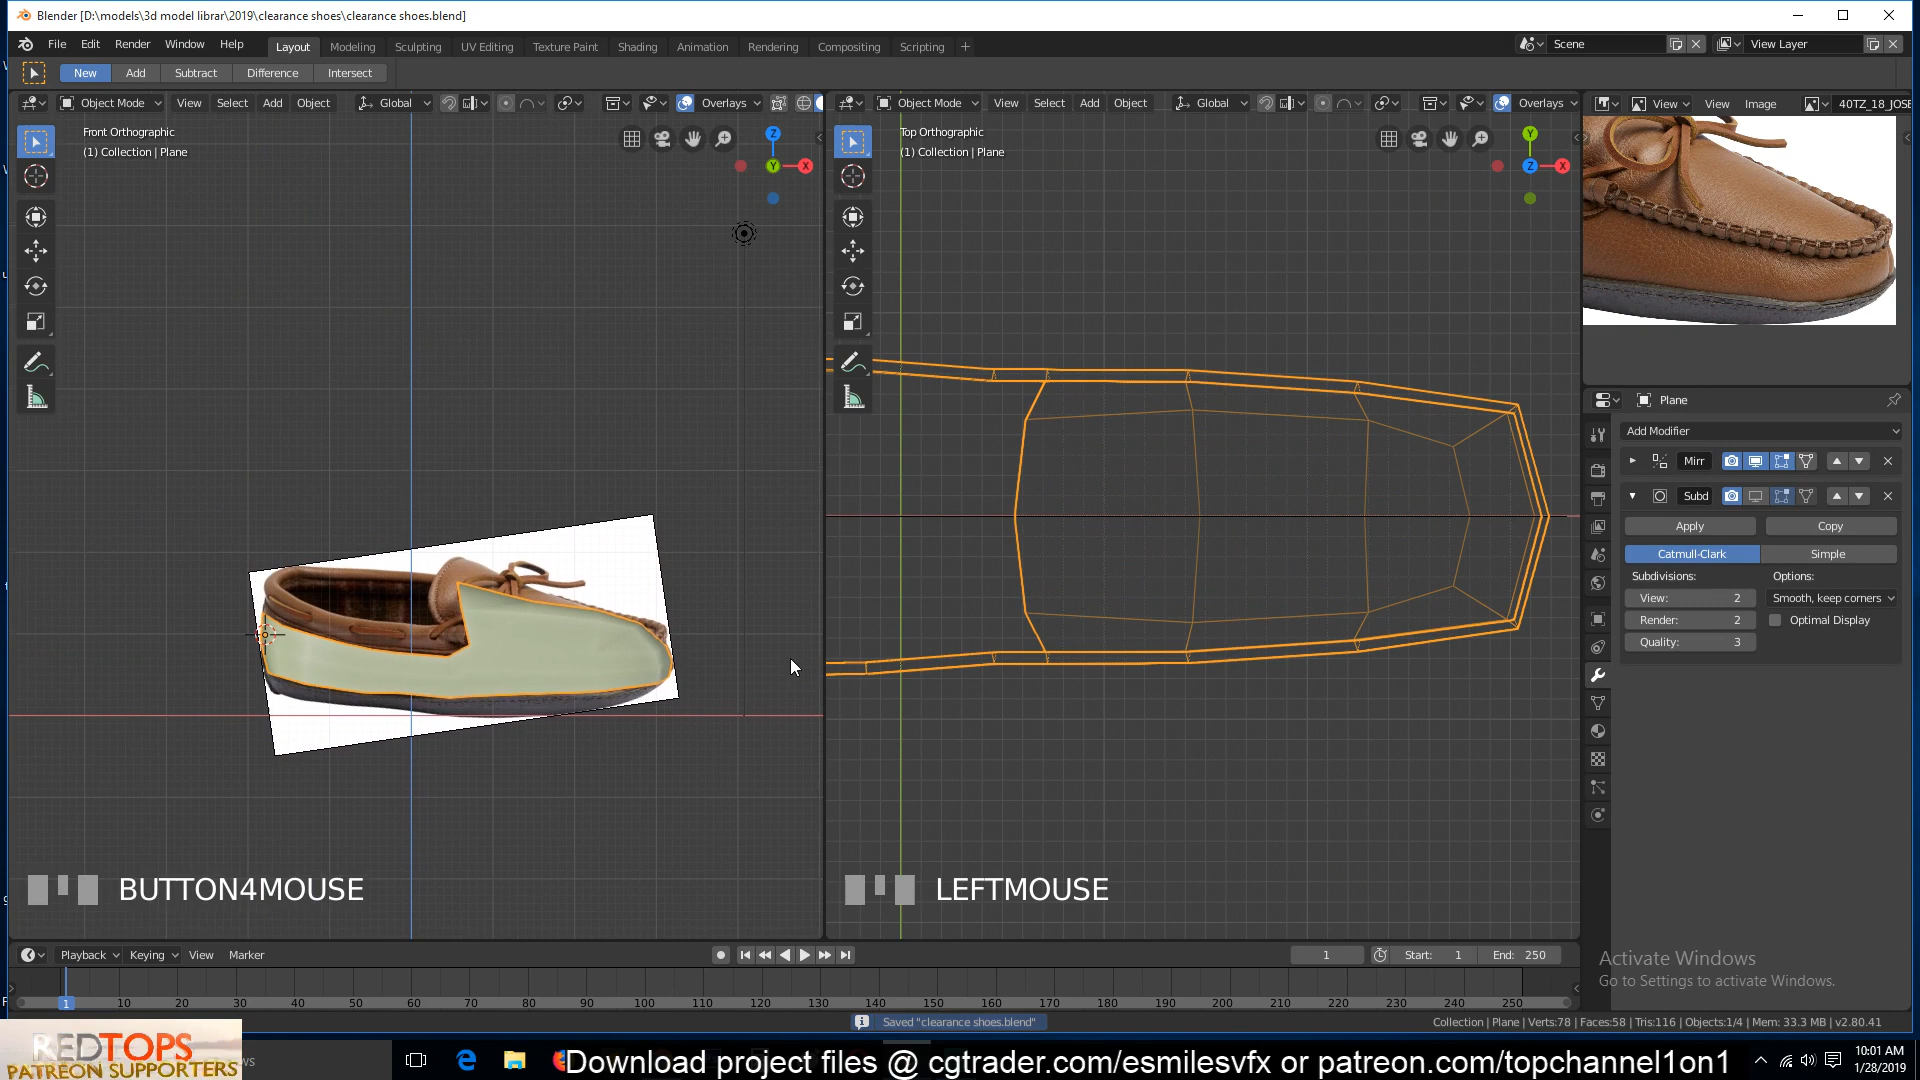 Blender [D:\models\3d model librar\2019\clearance shoes\clearance shoes.blend]
File Edit Render Window Help
Layout Modeling Sculpting UV Editing Texture Paint Shading Animation Rendering Compositing Scripting +
Scene
View Layer
New Add Subtract Difference Intersect
Object Mode View Select Add Object Global Overlays
Object Mode View Select Add Object Global Overlays
View View Image 40TZ_18_JOSE
Front Orthographic
(1) Collection | Plane
Z
Y
X
Top Orthographic
(1) Collection | Plane
Y
Z
X
Plane
Add Modifier
Mirr
Subd
Apply Copy
Catmull-Clark Simple
Subdivisions: Options:
View: 2 Smooth, keep corners
Render: 2 Optimal Display
Quality: 3
BUTTON4MOUSE
LEFTMOUSE
Playback Keying View Marker
1 Start: 1 End: 250
1 10 20 30 40 50 60 70 80 90 100 110 120 130 140 150 160 170 180 190 200 210 220 230 240 250
Activate Windows
Go to Settings to activate Windows.
Saved "clearance shoes.blend"
Collection | Plane | Verts:78 | Faces:58 | Tris:116 | Objects:1/4 | Mem: 33.3 MB | v2.80.41
REDTOPS
PATREON SUPPORTERS
Download project files @ cgtrader.com/esmilesvfx or patreon.com/topchannel1on1
10:01 AM
1/28/2019